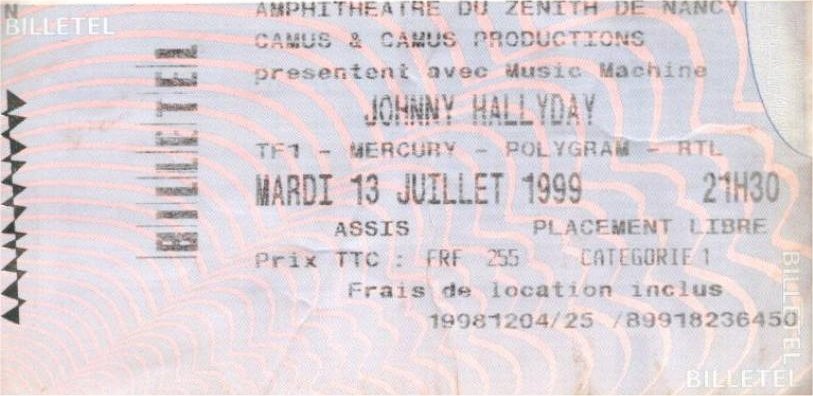 N
BILLETEL
AMPHITHEATRE DU ZENITH DE NANCY
CAMUS & CAMUS PRODUCTIONS
presentent avec Music Machine
JOHNNY HALLYDAY
TF1 - MERCURY - POLYGRAM - RTL
MARDI 13 JUILLET 1999 21H30
ASSIS PLACEMENT LIBRE
Prix TTC : FRF 255 CATEGORIE 1
Frais de location inclus
19981204/25 /89918236450
BILLETEL
BILLETEL
BILLETEL